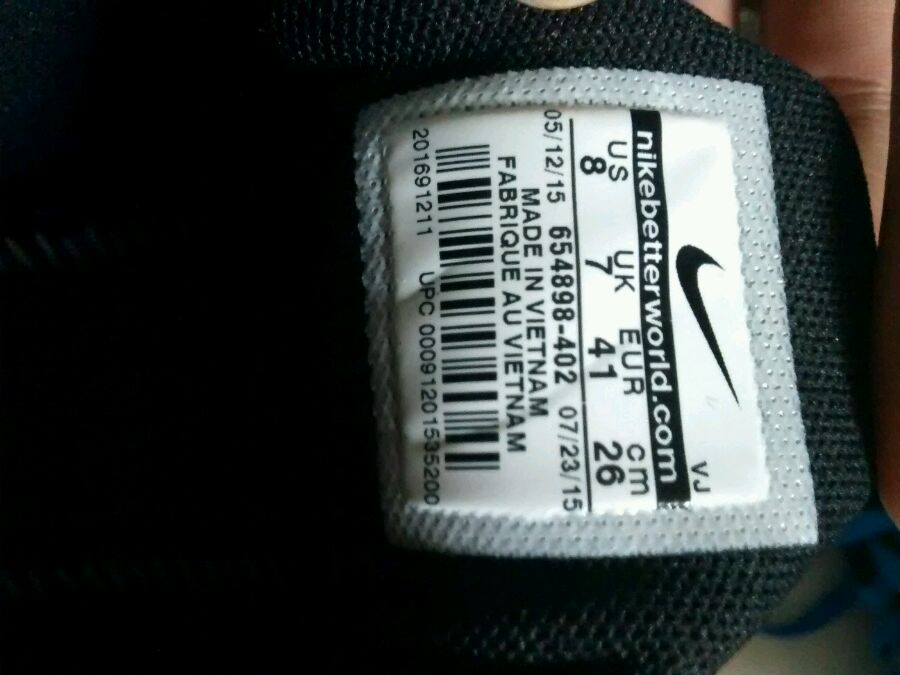 VJ
nikebetterworld.com
US UK EUR cm
8 7 41 26
05/12/15 654898-402 07/23/15
MADE IN VIETNAM
FABRIQUE AU VIETNAM
201691211 UPC 00091201535200